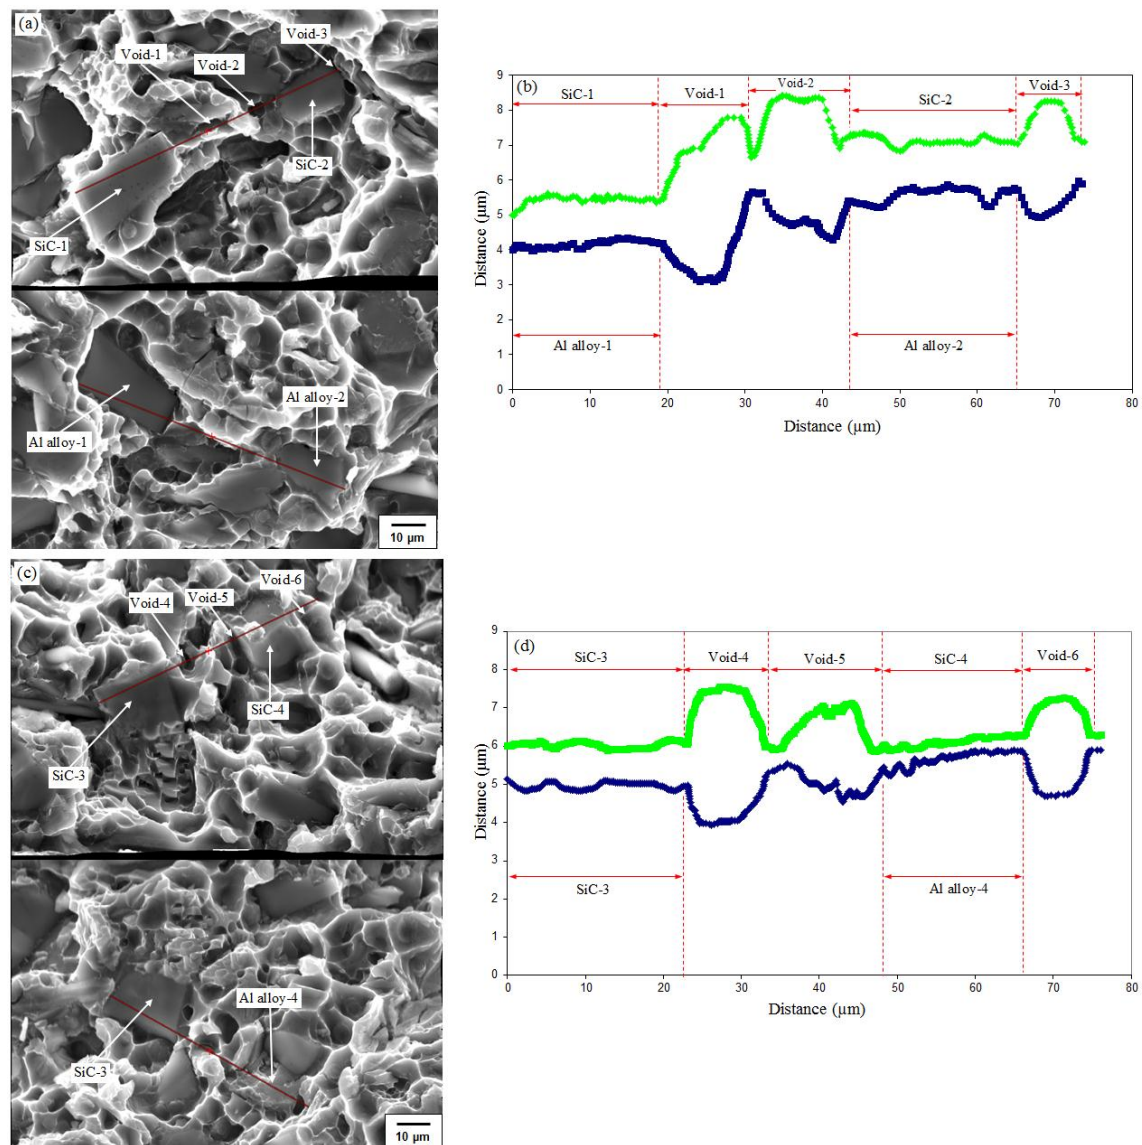 (a)
Void-1
Void-2
Void-3
SiC-2
SiC-1
Al alloy-2
Al alloy-1
10 µm
(b)
SiC-1
Void-1
Void-2
SiC-2
Void-3
Al alloy-1
Al alloy-2
9
8
7
6
5
4
3
2
1
0
Distance (µm)
0 10 20 30 40 50 60 70 80
Distance (µm)
(c)
Void-4
Void-5
Void-6
SiC-4
SiC-3
Al alloy-4
SiC-3
10 µm
(d)
SiC-3
Void-4
Void-5
SiC-4
Void-6
SiC-3
Al alloy-4
9
8
7
6
5
4
3
2
1
0
Distance (µm)
0 10 20 30 40 50 60 70 80
Distance (µm)